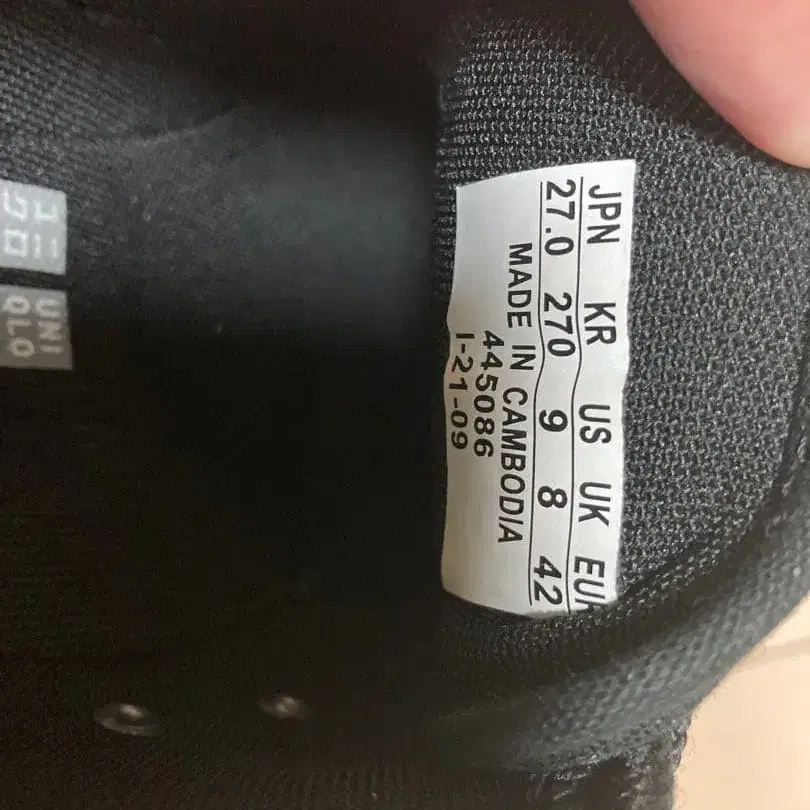 JPN KR US UK EUR
27.0 270 9 8 42
MADE IN CAMBODIA
445086
I-21-09
ユニ
クロ
UNI
QLO